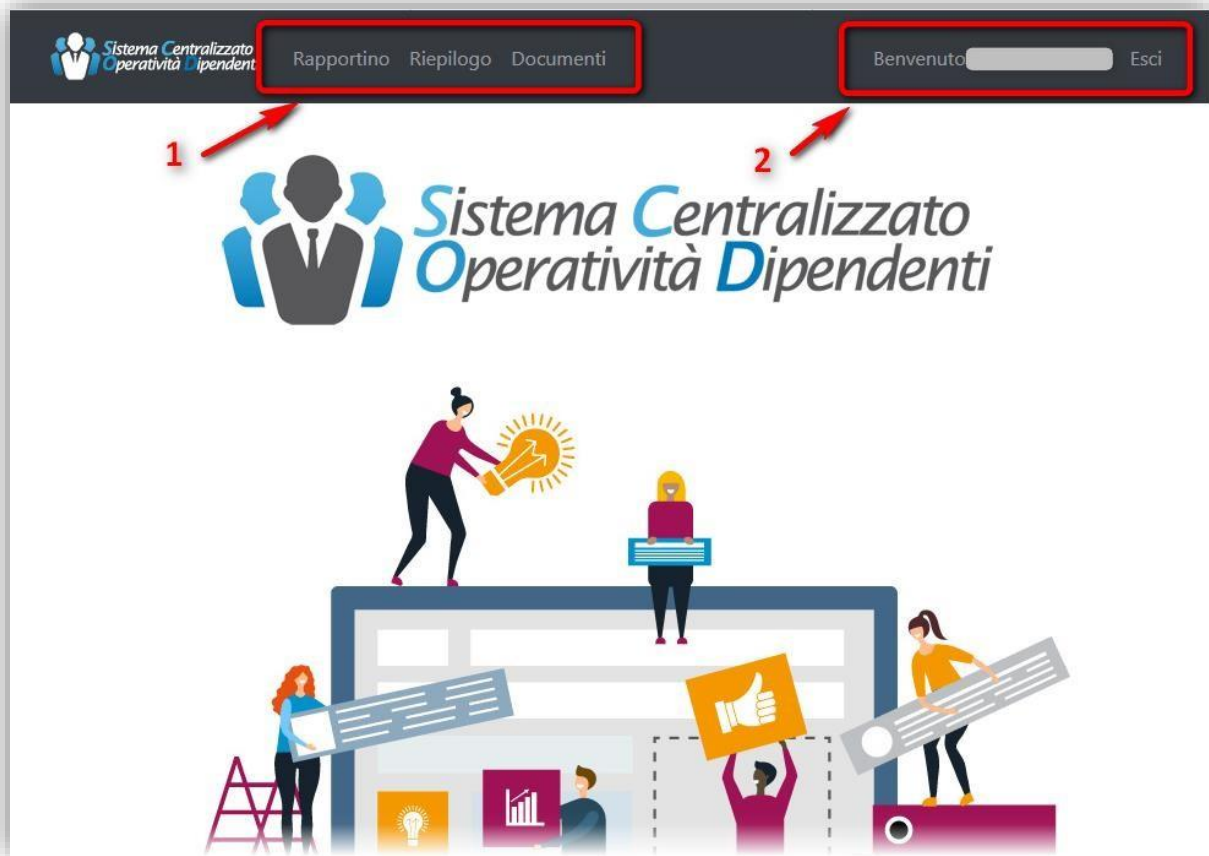 Sistema Centralizzato
Operatività Dipendenti
Rapportino Riepilogo Documenti
Benvenuto Esci
1
2
Sistema Centralizzato
Operatività Dipendenti